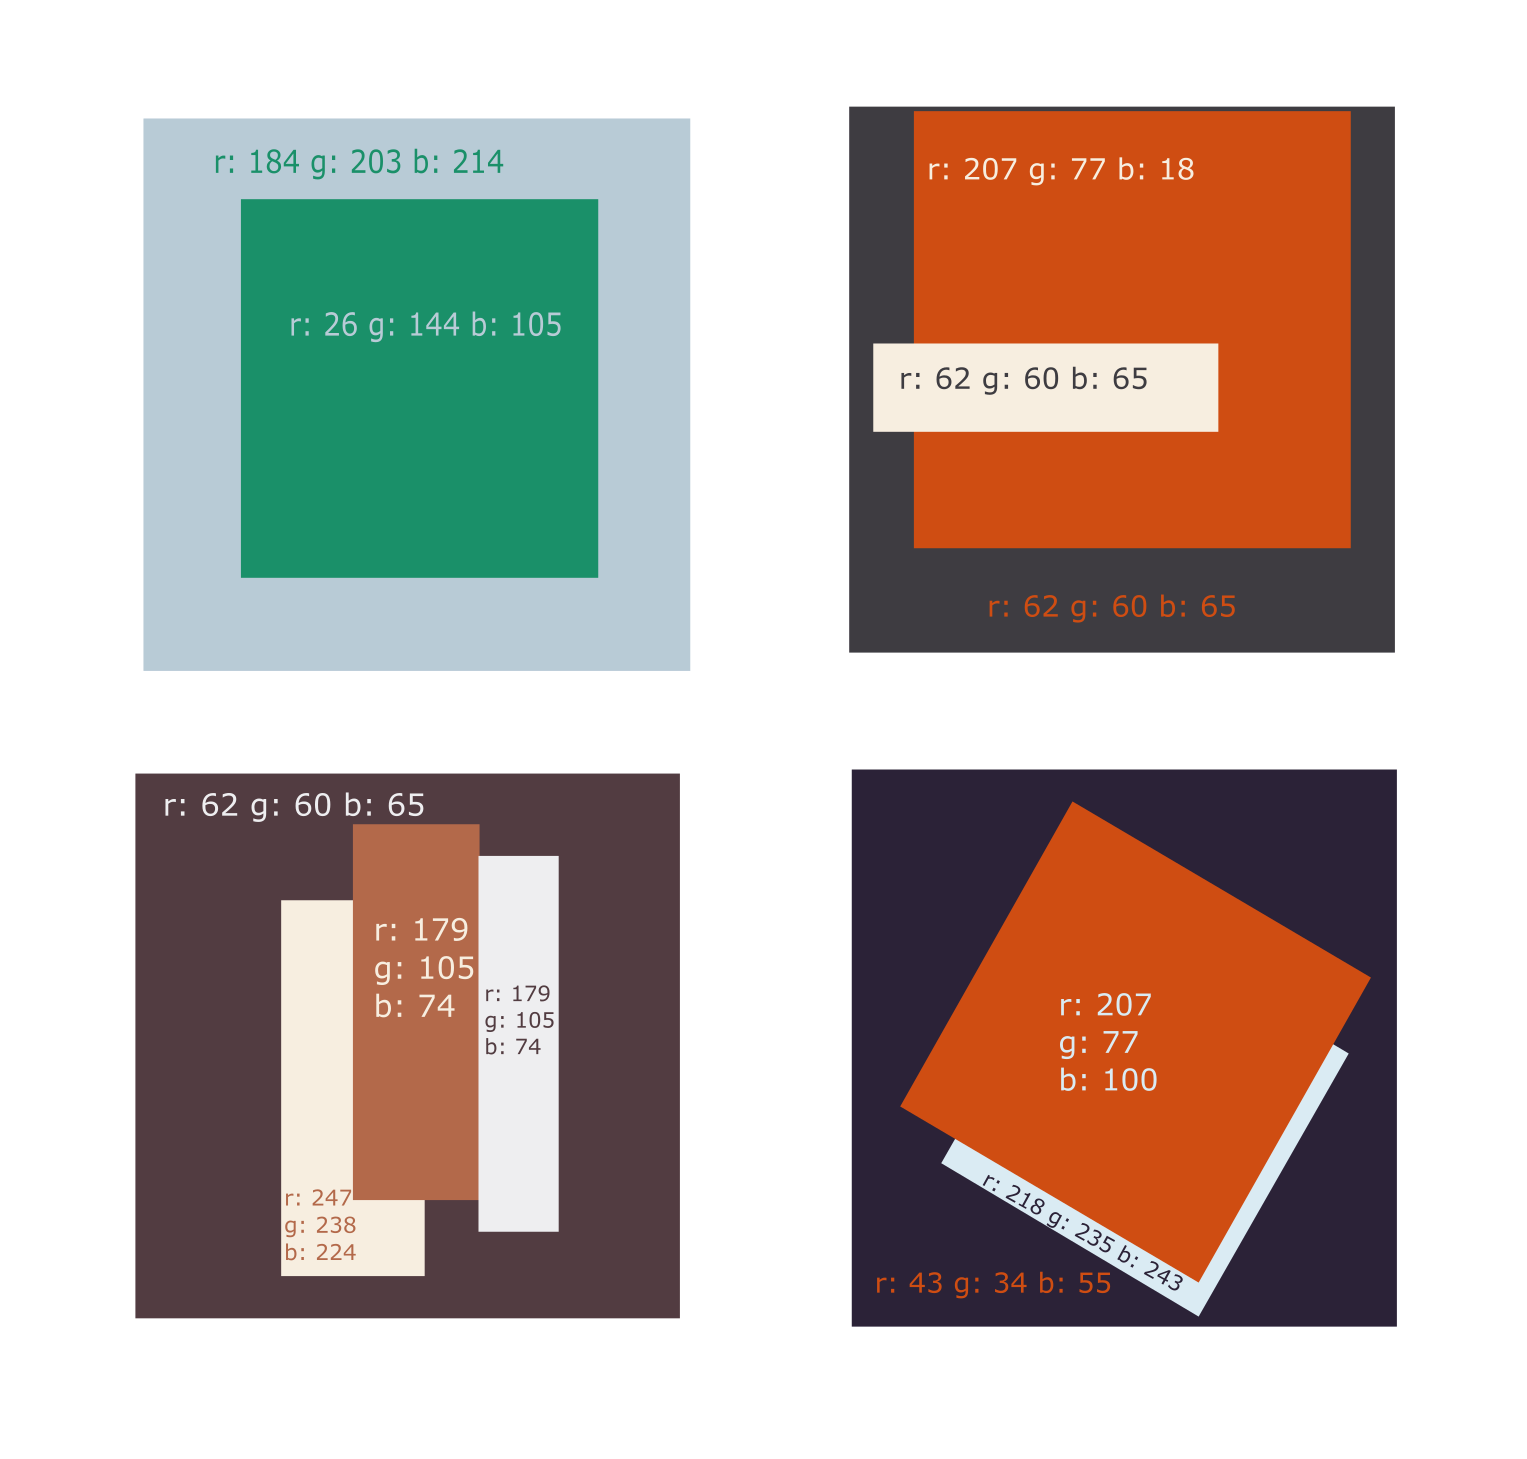 r: 184 g: 203 b: 214
r: 26 g: 144 b: 105
r: 207 g: 77 b: 18
r: 62 g: 60 b: 65
r: 62 g: 60 b: 65
r: 62 g: 60 b: 65
r: 179
g: 105
b: 74
r: 179
g: 105
b: 74
r: 247
g: 238
b: 224
r: 207
g: 77
b: 100
r: 218 g: 235 b: 243
r: 43 g: 34 b: 55